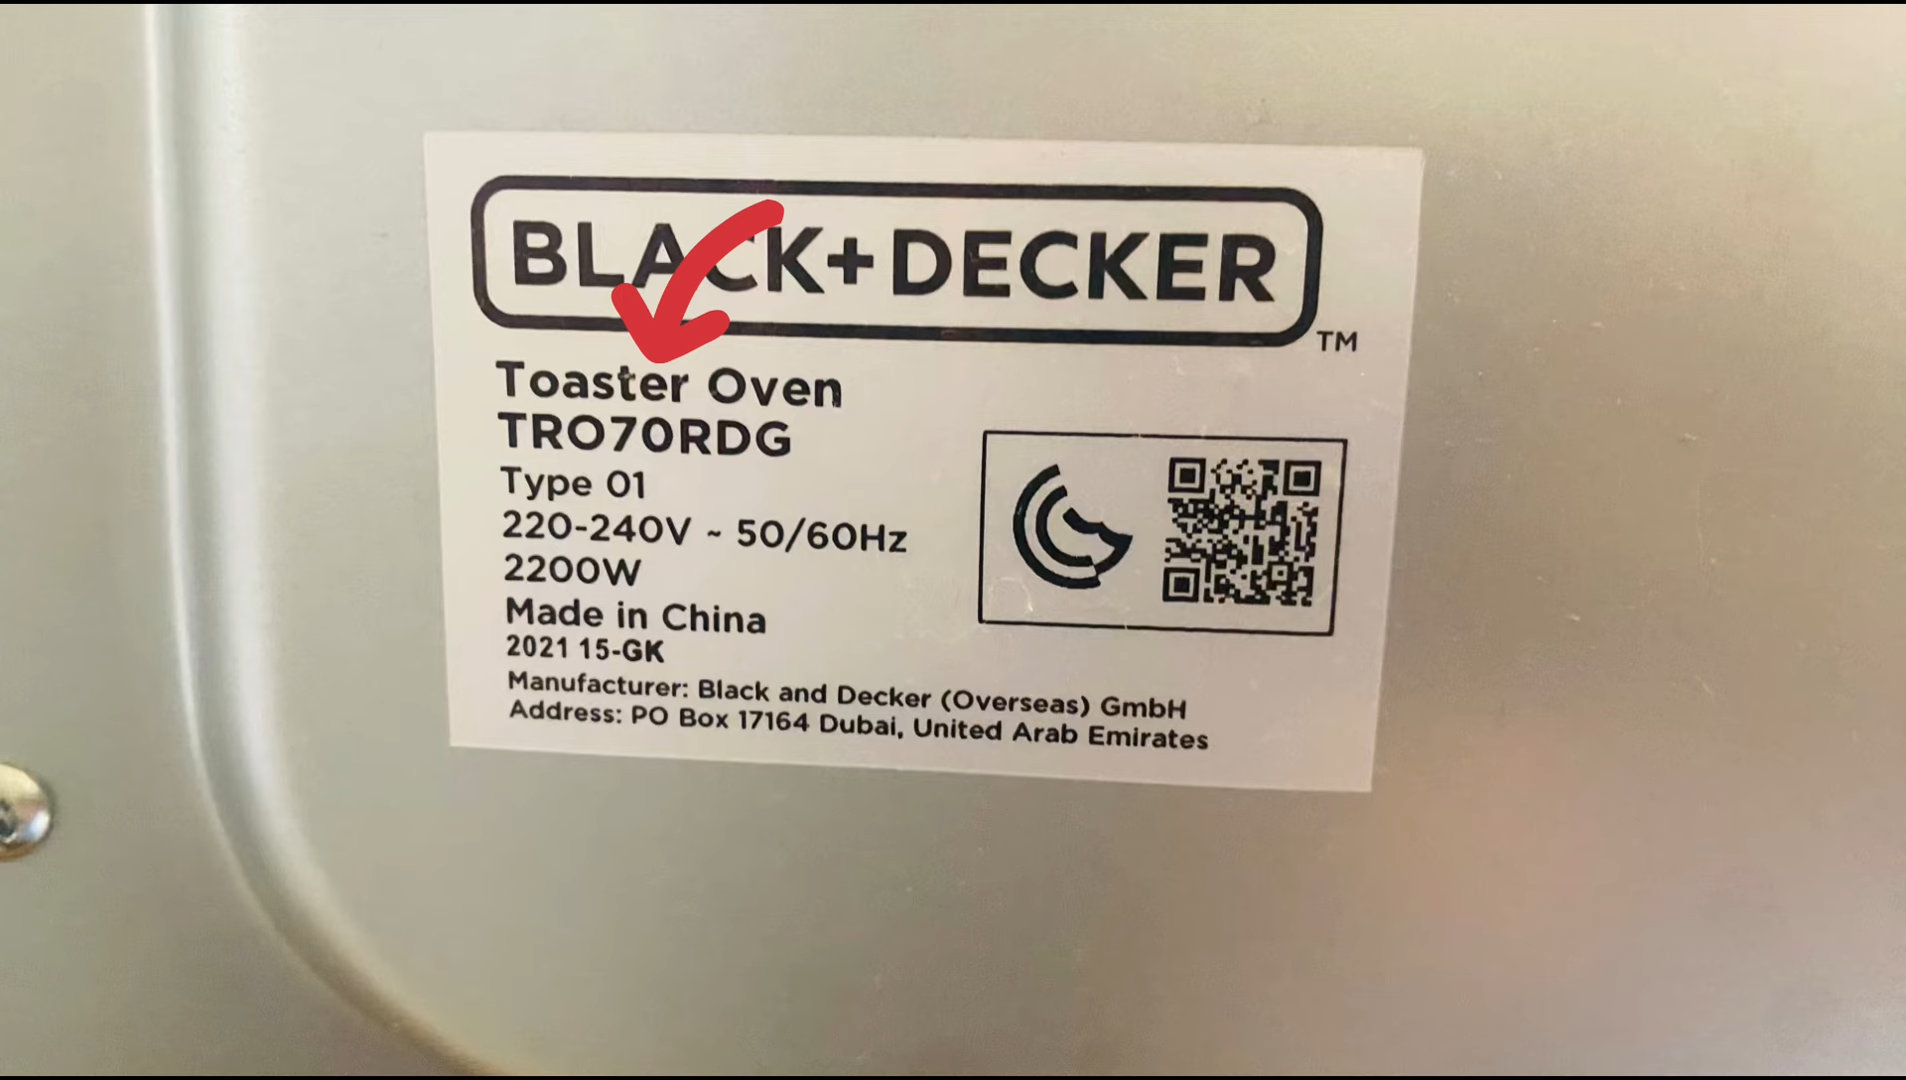 BLACK+DECKER
TM
Toaster Oven
TRO70RDG
Type 01
220-240V ~ 50/60Hz
2200W
Made in China
2021 15-GK
Manufacturer: Black and Decker (Overseas) GmbH
Address: PO Box 17164 Dubai, United Arab Emirates